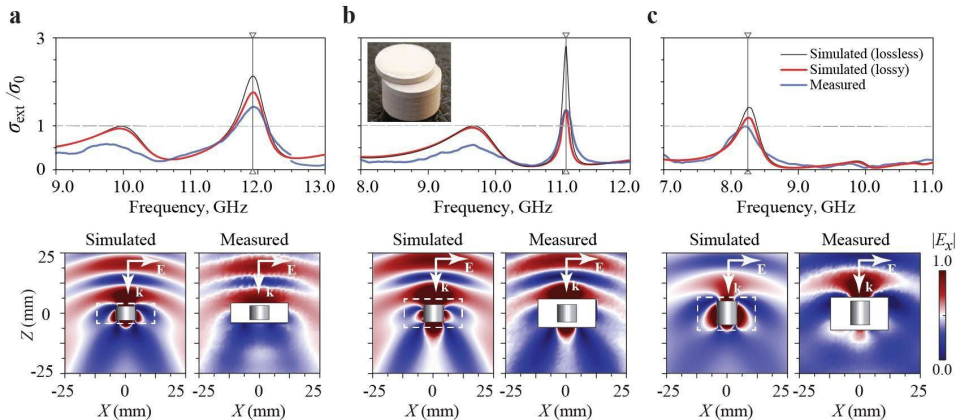 a
b
c
3
2
1
0
σext/σ0
Simulated (lossless)
Simulated (lossy)
Measured
9.0 10.0 11.0 12.0 13.0
8.0 9.0 10.0 11.0 12.0
7.0 8.0 9.0 10.0 11.0
Frequency, GHz
Frequency, GHz
Frequency, GHz
Simulated
Measured
Simulated
Measured
Simulated
Measured
|Ex|
1.0
0.0
25
0
-25
Z (mm)
E
k
E
k
E
k
E
k
E
k
E
k
-25 0 25
-25 0 25
-25 0 25
-25 0 25
-25 0 25
-25 0 25
X (mm)
X (mm)
X (mm)
X (mm)
X (mm)
X (mm)